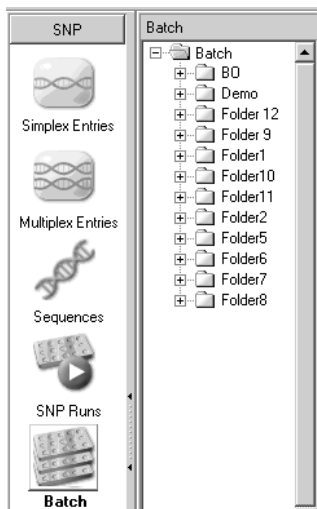 SNP
Simplex Entries
Multiplex Entries
Sequences
SNP Runs
Batch
Batch
Batch
BO
Demo
Folder 12
Folder 9
Folder1
Folder10
Folder11
Folder2
Folder5
Folder6
Folder7
Folder8